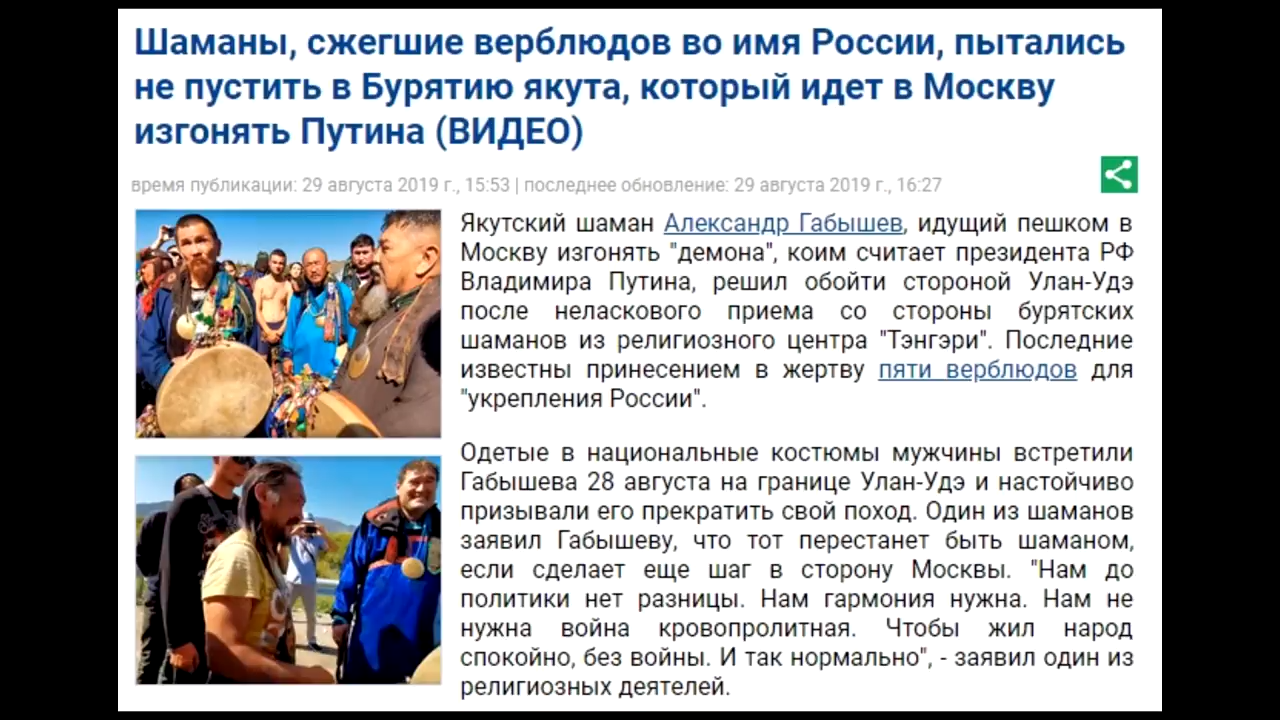 Шаманы, сжегшие верблюдов во имя России, пытались
не пустить в Бурятию якута, который идет в Москву
изгонять Путина (ВИДЕО)
время публикации: 29 августа 2019 г., 15:53 | последнее обновление: 29 августа 2019 г., 16:27
Якутский шаман Александр Габышев, идущий пешком в
Москву изгонять "демона", коим считает президента РФ
Владимира Путина, решил обойти стороной Улан-Удэ
после неласкового приема со стороны бурятских
шаманов из религиозного центра "Тэнгэри". Последние
известны принесением в жертву пяти верблюдов для
"укрепления России".
Одетые в национальные костюмы мужчины встретили
Габышева 28 августа на границе Улан-Удэ и настойчиво
призывали его прекратить свой поход. Один из шаманов
заявил Габышеву, что тот перестанет быть шаманом,
если сделает еще шаг в сторону Москвы. "Нам до
политики нет разницы. Нам гармония нужна. Нам не
нужна война кровопролитная. Чтобы жил народ
спокойно, без войны. И так нормально", - заявил один из
религиозных деятелей.